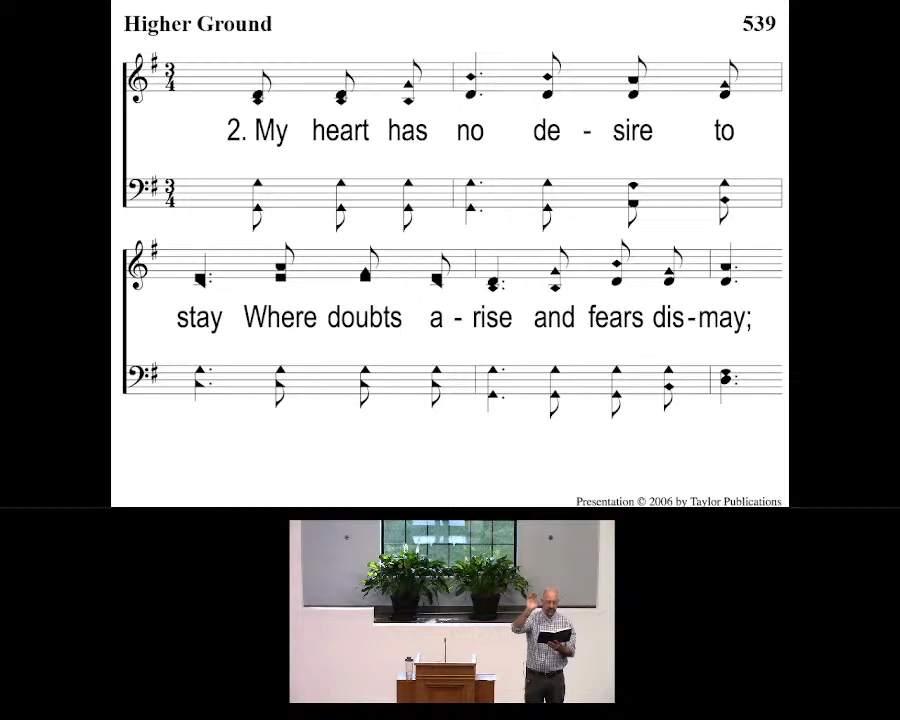 Higher Ground 539
2. My heart has no de - sire to
stay Where doubts a - rise and fears dis - may;
Presentation © 2006 by Taylor Publications